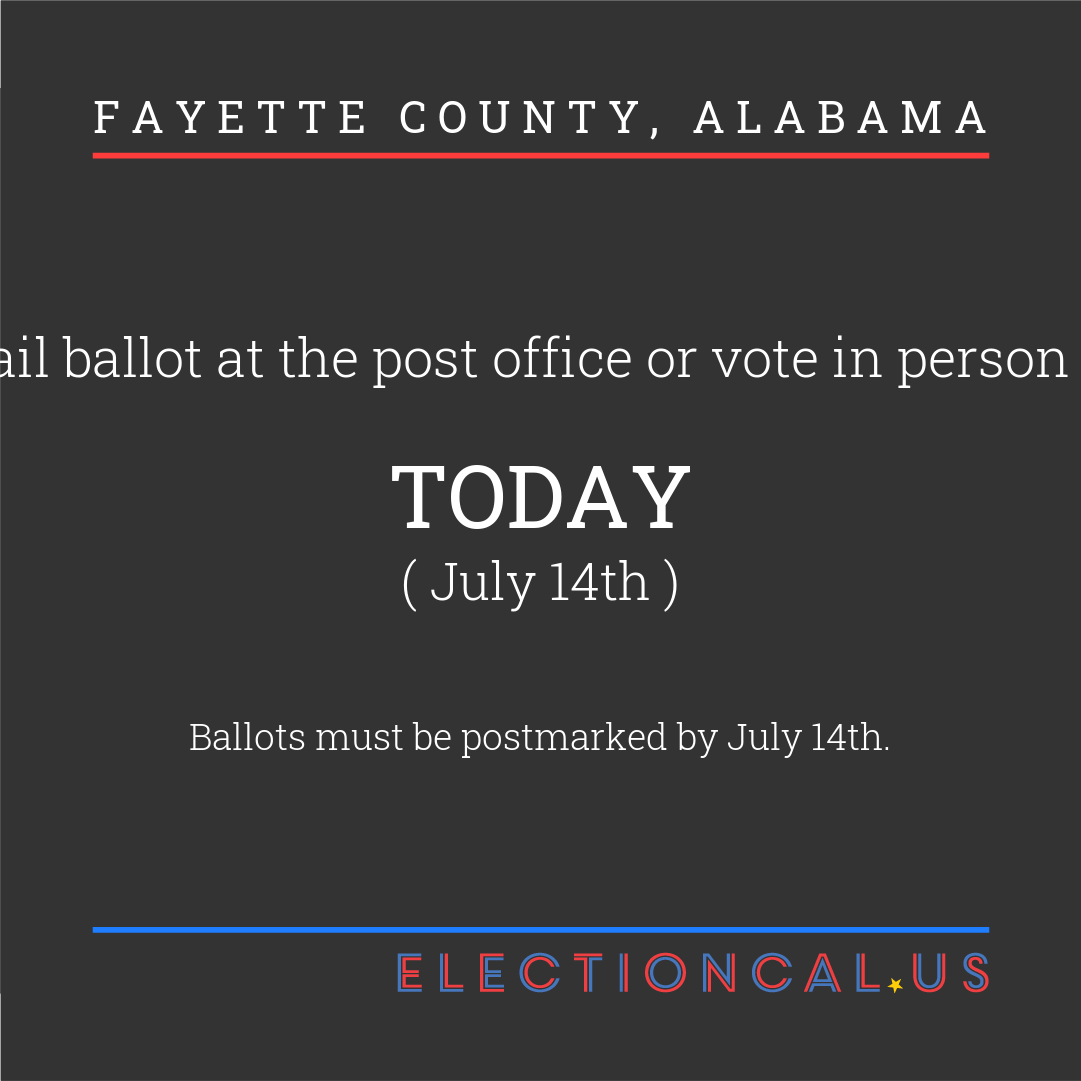 FAYETTE COUNTY, ALABAMA
ail ballot at the post office or vote in person
TODAY
( July 14th )
Ballots must be postmarked by July 14th.
ELECTIONCAL.US